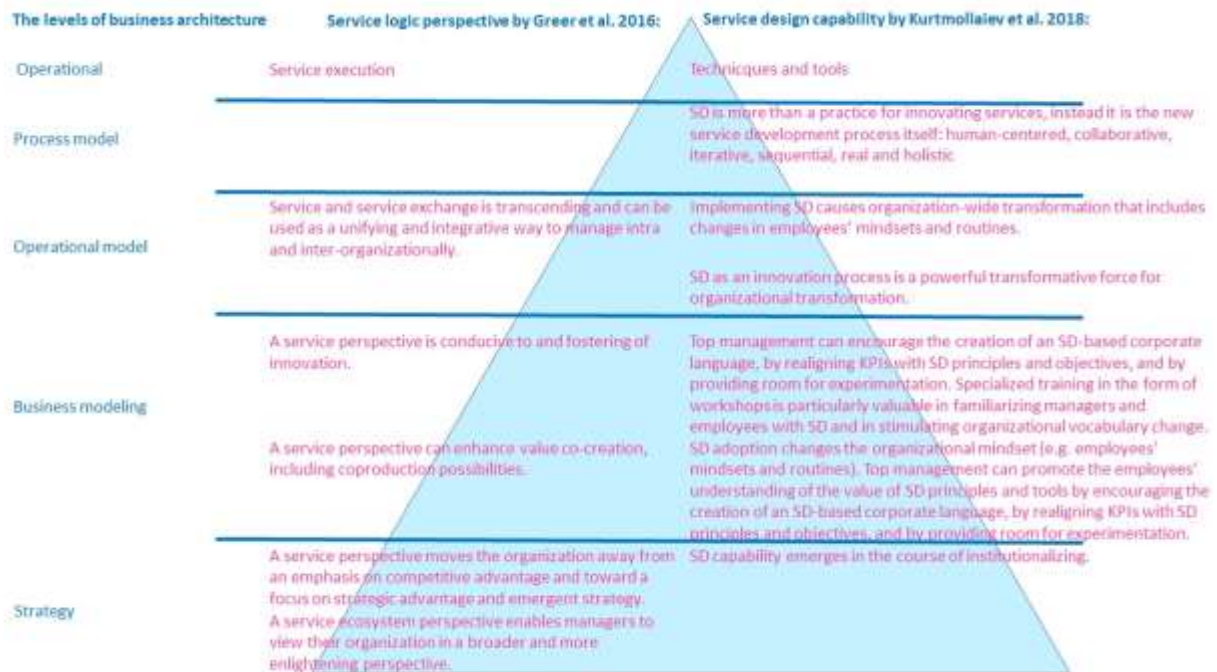 The levels of business architecture
Service logic perspective by Greer et al. 2016:
Service design capability by Kurtmollaiev et al. 2018:
Operational
Service execution
Technicques and tools
Process model
SD is more than a practice for innovating services, instead it is the new
service development process itself: human-centered, collaborative,
iterative, sequential, real and holistic
Operational model
Service and service exchange is transcending and can be
used as a unifying and integrative way to manage intra
and inter-organizationally.
Implementing SD causes organization-wide transformation that includes
changes in employees' mindsets and routines.
SD as an innovation process is a powerful transformative force for
organizational transformation.
Business modeling
A service perspective is conducive to and fostering of
innovation.
A service perspective can enhance value co-creation,
including coproduction possibilities.
Top management can encourage the creation of an SD-based corporate
language, by realigning KPIs with SD principles and objectives, and by
providing room for experimentation. Specialized training in the form of
workshops is particularly valuable in familiarizing managers and
employees with SD and in stimulating organizational vocabulary change.
SD adoption changes the organizational mindset (e.g. employees'
mindsets and routines). Top management can promote the employees'
understanding of the value of SD principles and tools by encouraging the
creation of an SD-based corporate language, by realigning KPIs with SD
principles and objectives, and by providing room for experimentation.
Strategy
A service perspective moves the organization away from
an emphasis on competitive advantage and toward a
focus on strategic advantage and emergent strategy.
A service ecosystem perspective enables managers to
view their organization in a broader and more
enlightening perspective.
SD capability emerges in the course of institutionalizing.